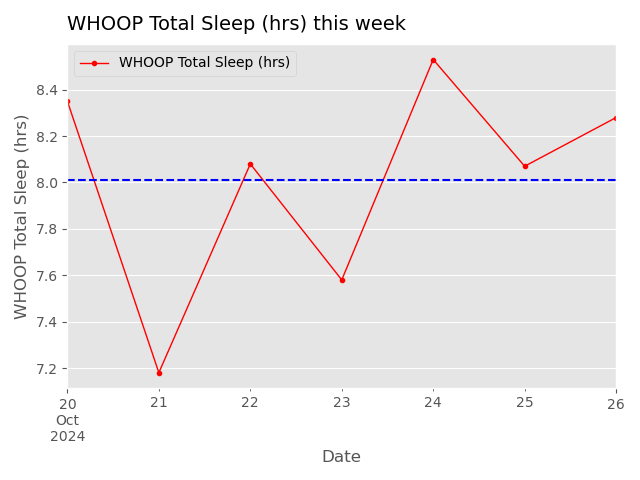 WHOOP Total Sleep (hrs) this week
WHOOP Total Sleep (hrs)
WHOOP Total Sleep (hrs)
8.4
8.2
8.0
7.8
7.6
7.4
7.2
20 21 22 23 24 25 26
Oct
2024
Date